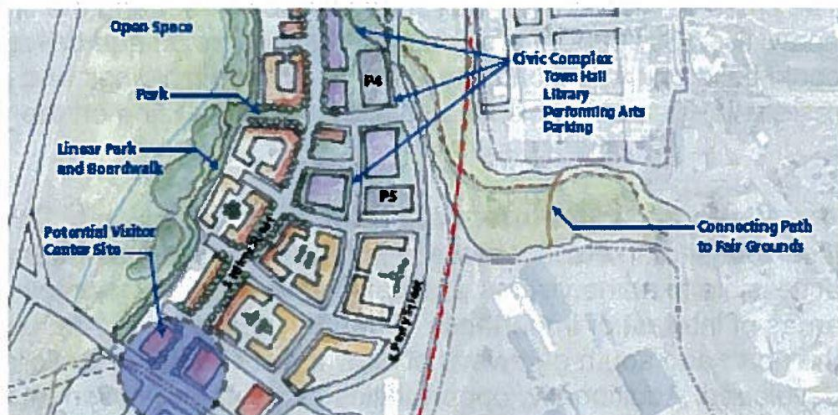 Open Space
Park
Linear Park
and Boardwalk
Potential Visitor
Center Site
P4
P5
Civic Complex
Town Hall
Library
Performing Arts
Parking
Connecting Path
to Fair Grounds